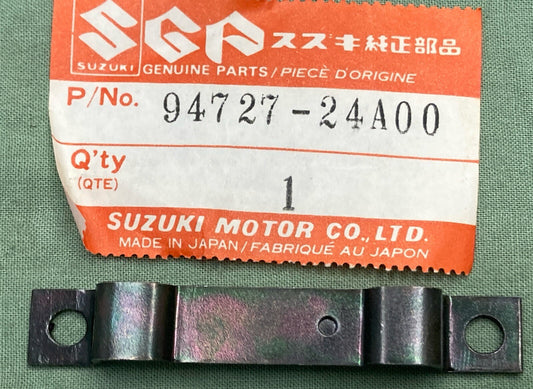 SGP スズキ純正部品
SUZUKI GENUINE PARTS / PIECÈ D'ORIGINE
P/No. 94727-24A00
Q'ty
(QTE) 1
SUZUKI MOTOR CO., LTD.
MADE IN JAPAN / FABRIQUÉ AU JAPON